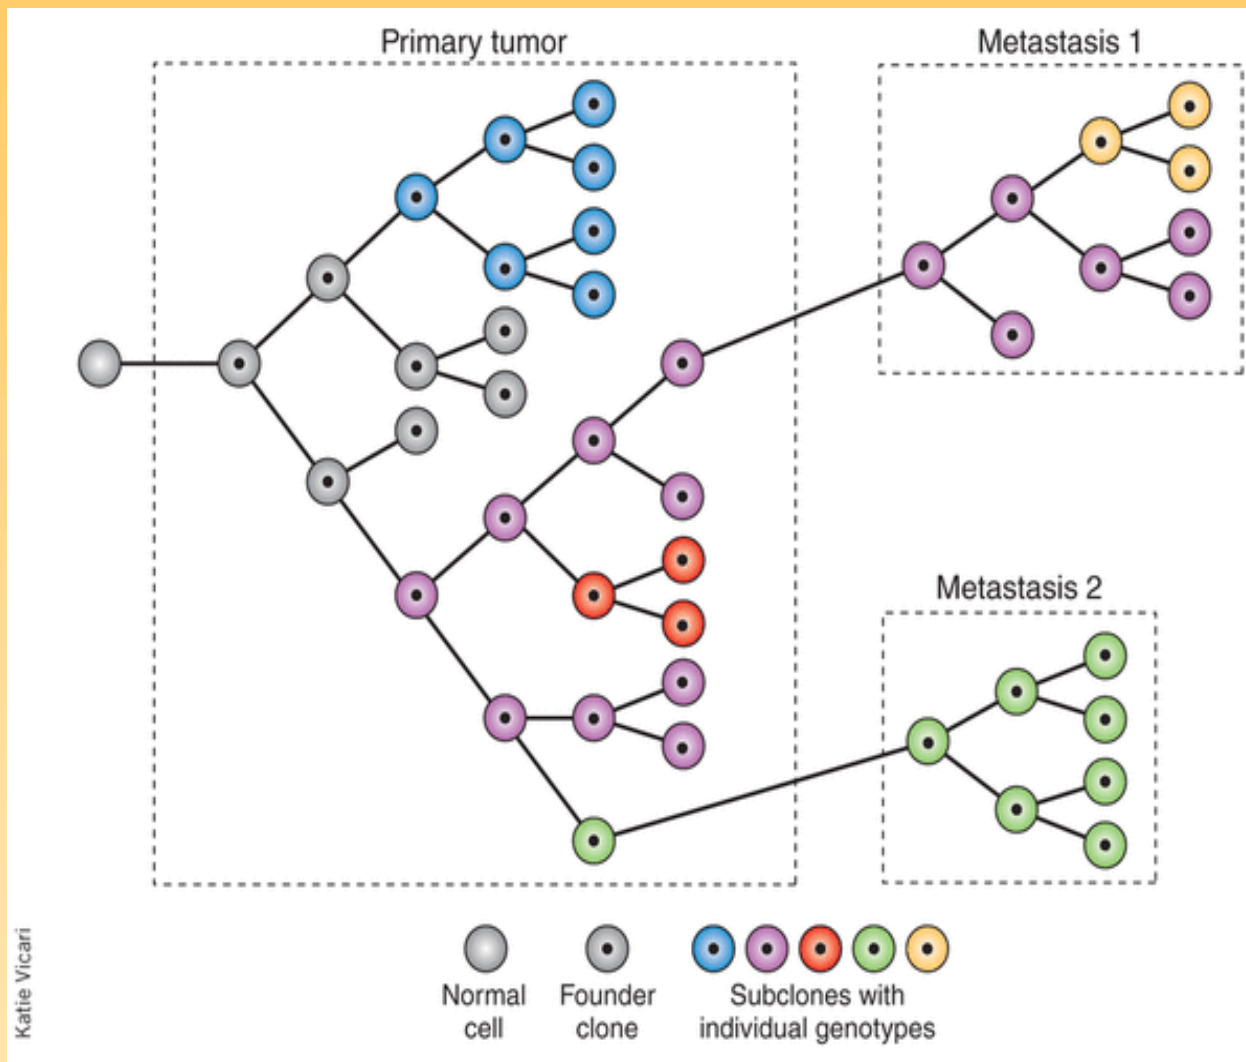 Primary tumor
Metastasis 1
Metastasis 2
Normal
cell
Founder
clone
Subclones with
individual genotypes
Katie Vicari